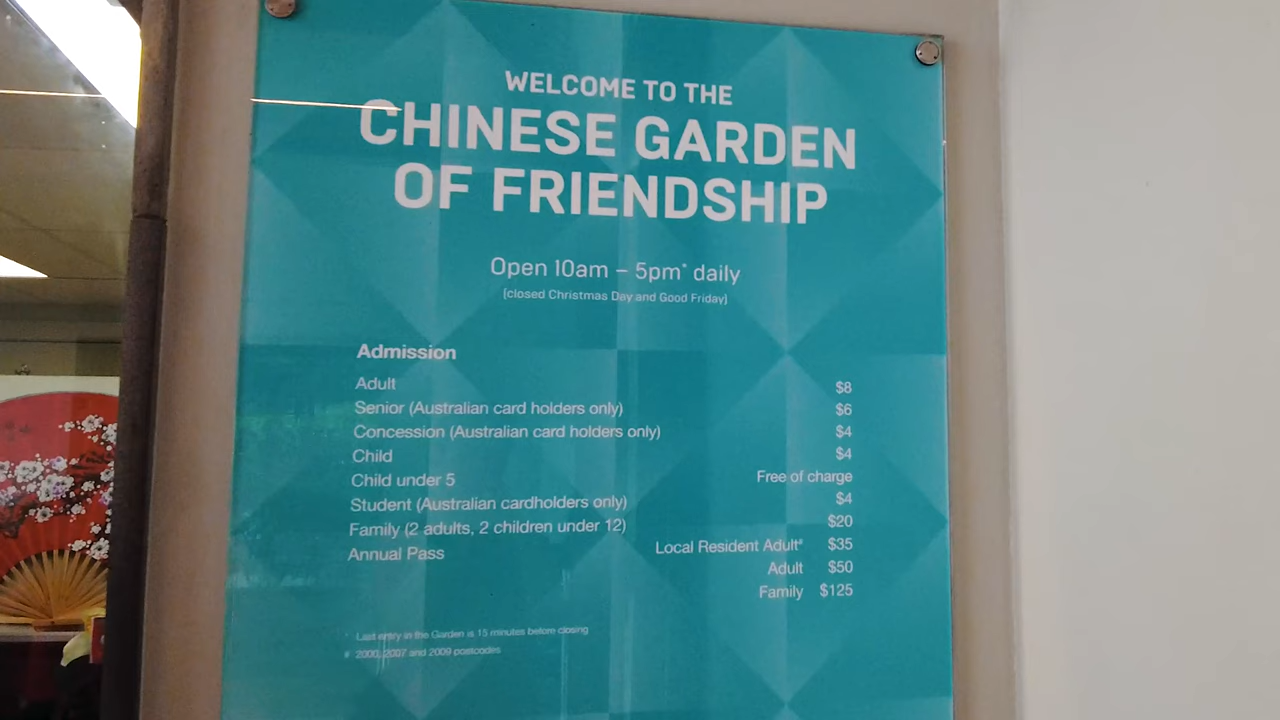 WELCOME TO THE
CHINESE GARDEN
OF FRIENDSHIP
Open 10am – 5pm* daily
(closed Christmas Day and Good Friday)
Admission
Adult $8
Senior (Australian card holders only) $6
Concession (Australian card holders only) $4
Child $4
Child under 5 Free of charge
Student (Australian cardholders only) $4
Family (2 adults, 2 children under 12) $20
Annual Pass Local Resident Adult# $35
Adult $50
Family $125
* Last entry in the Garden is 15 minutes before closing
# 2000, 2007 and 2009 postcodes